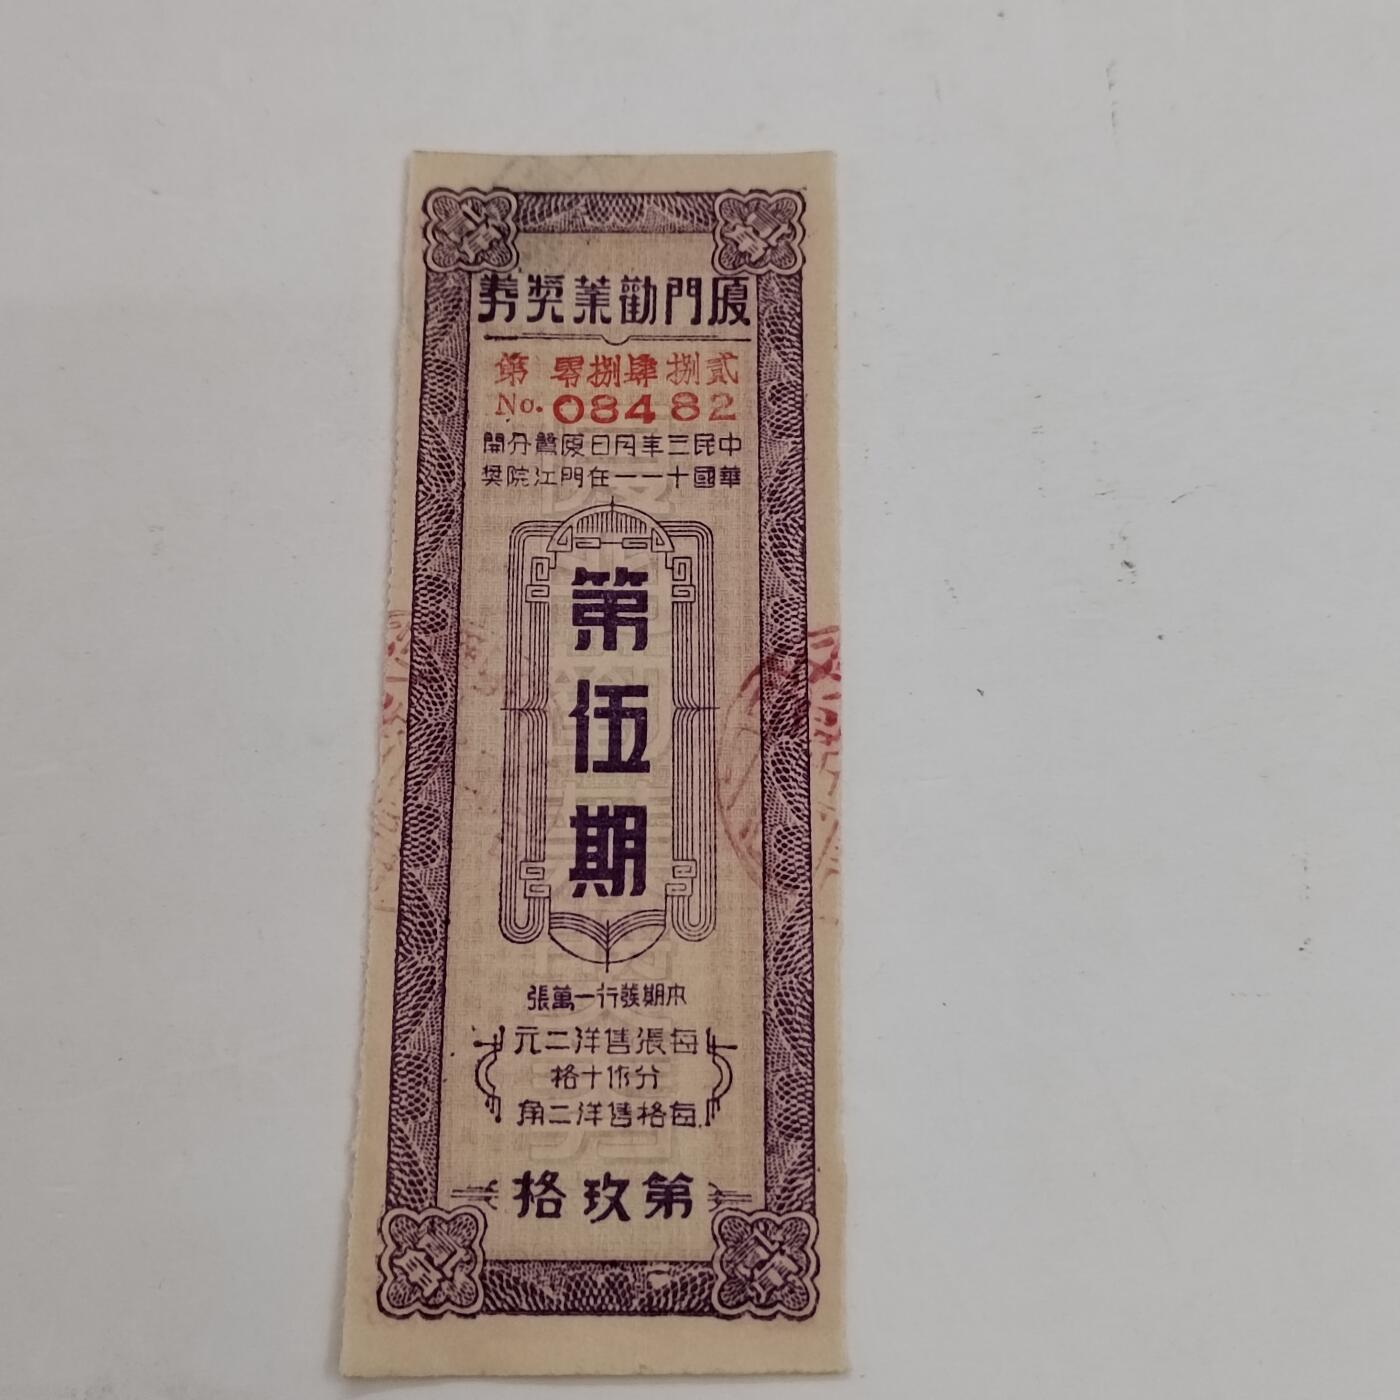 厦門勸業獎券
第 零捌肆捌貳
No. 08482
中華民國三十年一月一日在厦門鷺江分院開獎
第伍期
本期發行一萬張
每張售洋二元
分作十格
每格售洋二角
第玖格